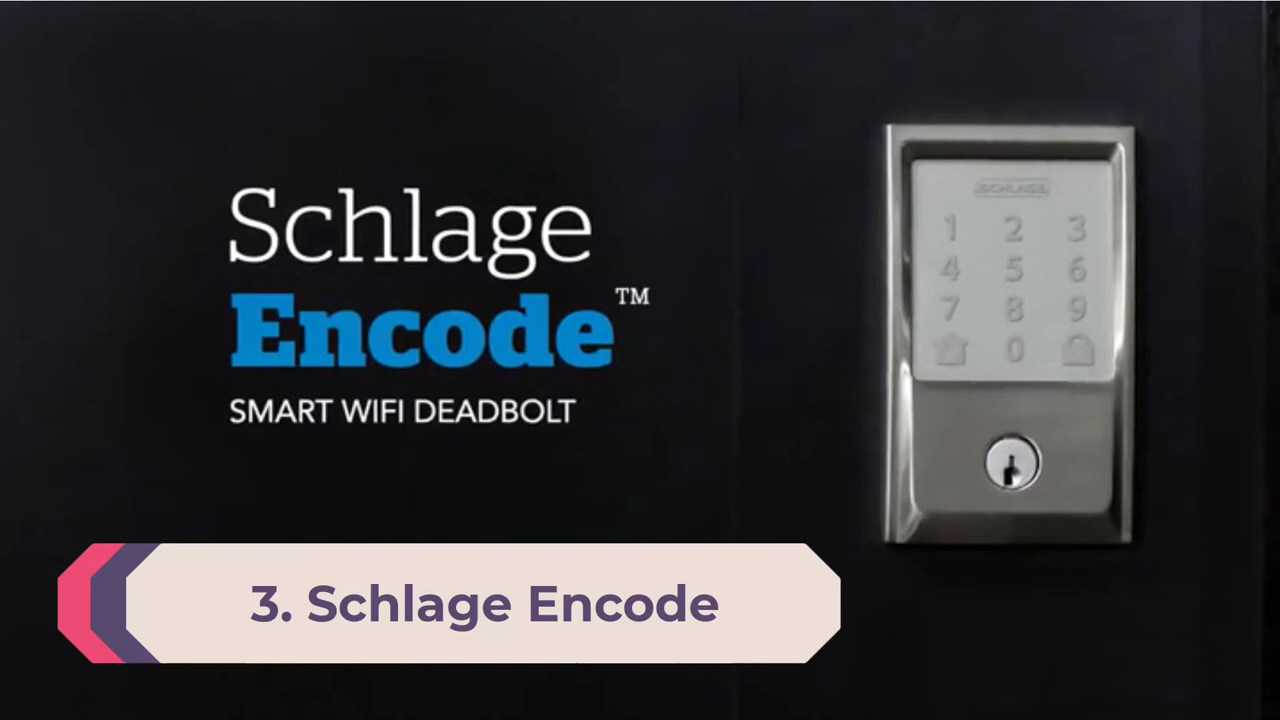 Schlage
Encode™
SMART WIFI DEADBOLT
SCHLAGE
1 2 3
4 5 6
7 8 9
0
3. Schlage Encode